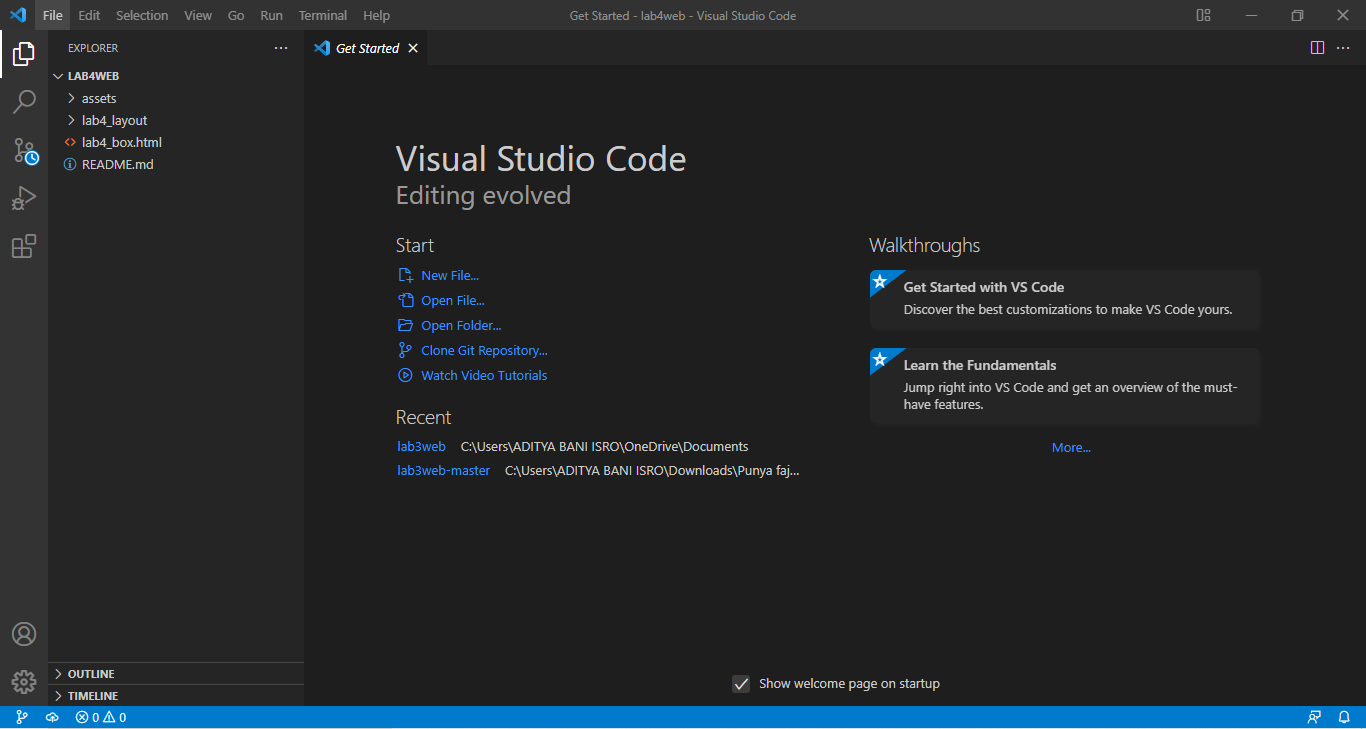 File Edit Selection View Go Run Terminal Help
Get Started - lab4web - Visual Studio Code
EXPLORER
LAB4WEB
assets
lab4_layout
lab4_box.html
README.md
OUTLINE
TIMELINE
Get Started
Visual Studio Code
Editing evolved
Start
New File...
Open File...
Open Folder...
Clone Git Repository...
Watch Video Tutorials
Recent
lab3web C:\Users\ADITYA BANI ISRO\OneDrive\Documents
lab3web-master C:\Users\ADITYA BANI ISRO\Downloads\Punya faj...
Walkthroughs
Get Started with VS Code
Discover the best customizations to make VS Code yours.
Learn the Fundamentals
Jump right into VS Code and get an overview of the must-
have features.
More...
Show welcome page on startup
0 0